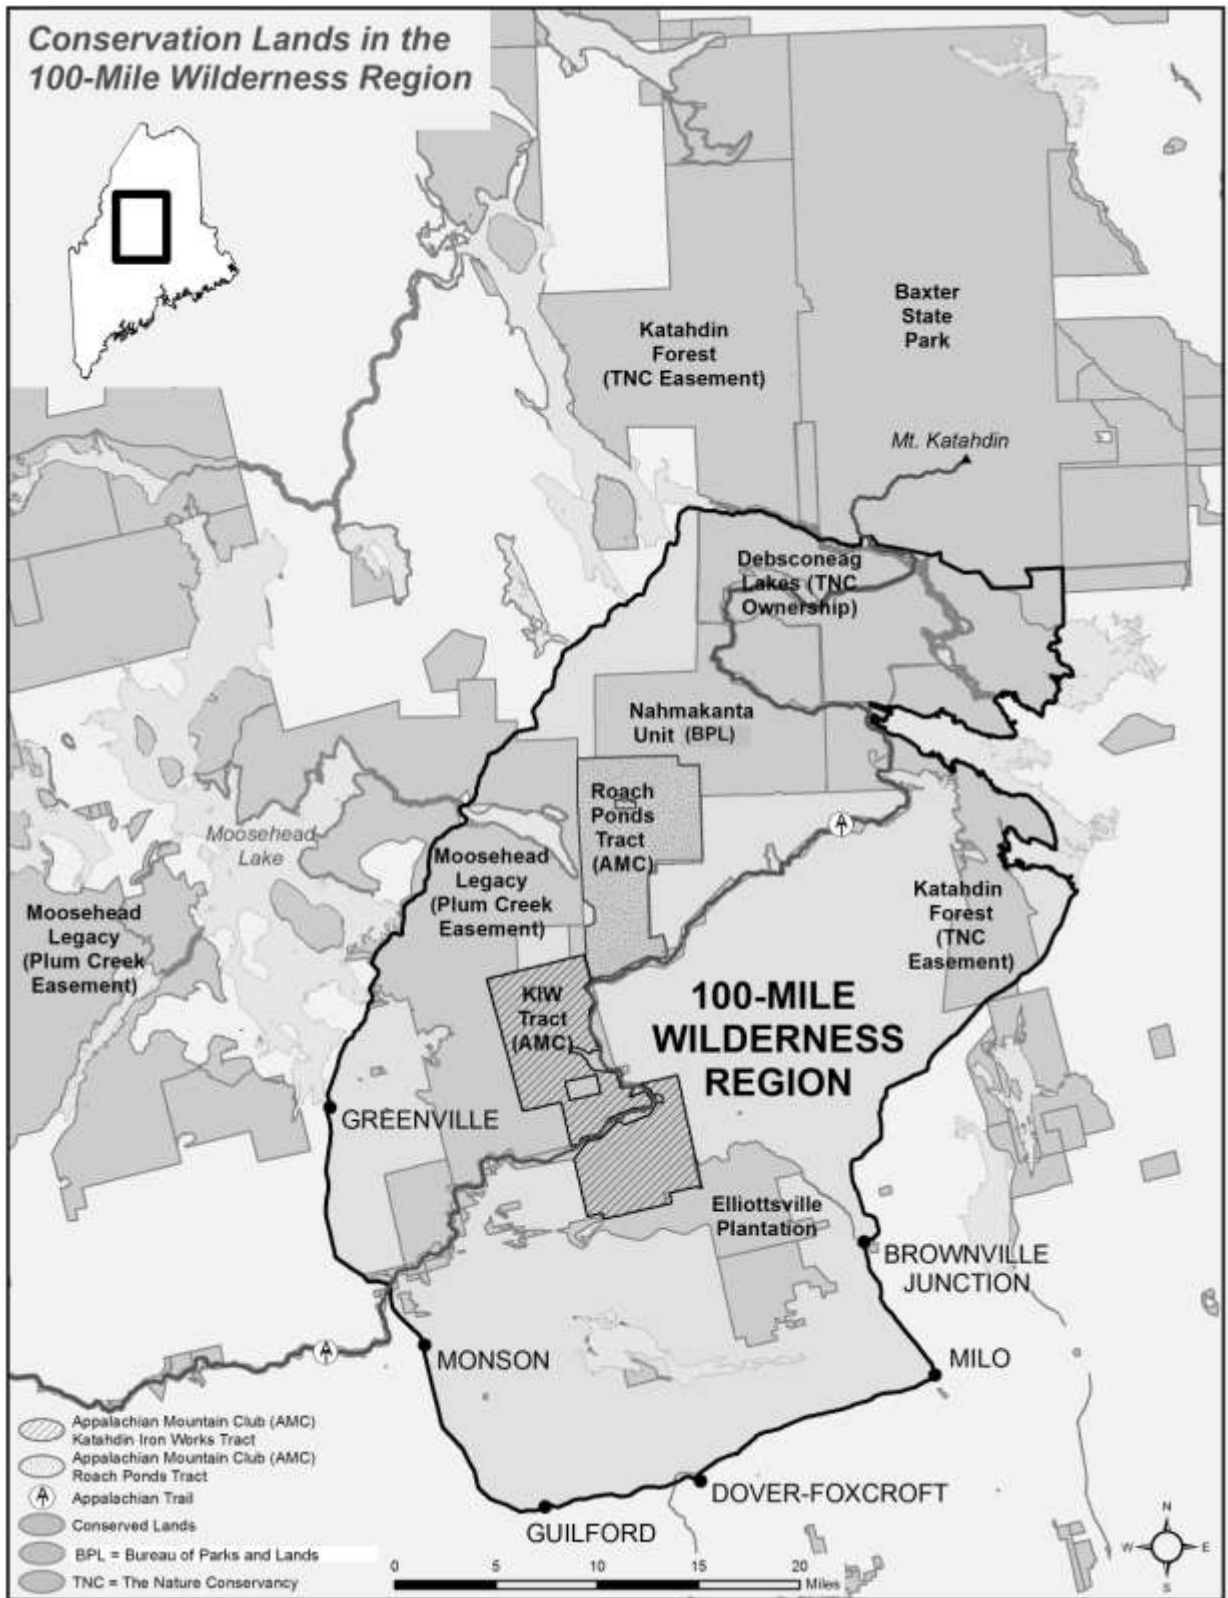 Conservation Lands in the
100-Mile Wilderness Region
Baxter
State
Park
Katahdin
Forest
(TNC Easement)
Mt. Katahdin
Debsconeag
Lakes (TNC
Ownership)
Nahmakanta
Unit (BPL)
Roach
Ponds
Tract
(AMC)
Moosehead
Lake
Moosehead
Legacy
(Plum Creek
Easement)
Moosehead
Legacy
(Plum Creek
Easement)
Katahdin
Forest
(TNC
Easement)
KIW
Tract
(AMC)
100-MILE
WILDERNESS
REGION
GREENVILLE
Elliottsville
Plantation
BROWNVILLE
JUNCTION
MONSON
MILO
DOVER-FOXCROFT
GUILFORD
Appalachian Mountain Club (AMC)
Katahdin Iron Works Tract
Appalachian Mountain Club (AMC)
Roach Ponds Tract
Appalachian Trail
Conserved Lands
BPL = Bureau of Parks and Lands
TNC = The Nature Conservancy
0 5 10 15 20
Miles
N
W E
S